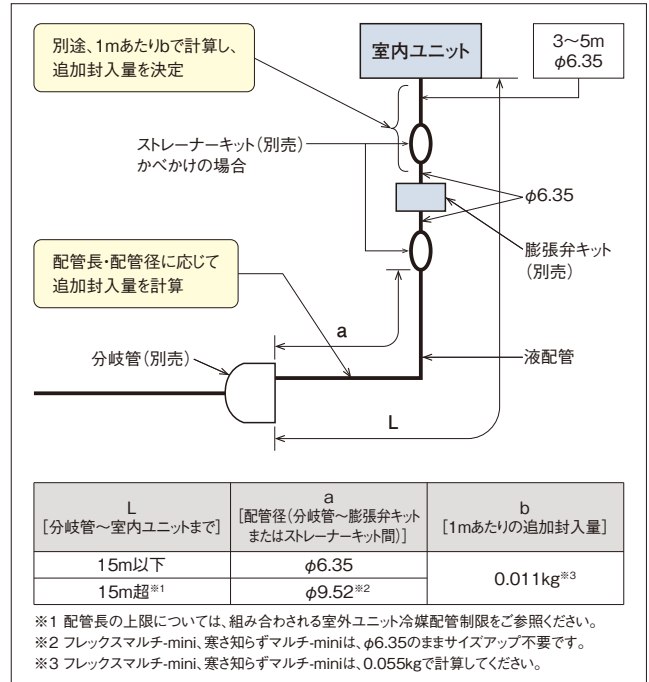 別途、1mあたりbで計算し、
追加封入量を決定
室内ユニット
3〜5m
φ6.35
ストレーナーキット(別売)
かべかけの場合
φ6.35
膨張弁キット
(別売)
配管長・配管径に応じて
追加封入量を計算
a
分岐管(別売)
液配管
L
L
[分岐管〜室内ユニットまで]
a
[配管径(分岐管〜膨張弁キット
またはストレーナーキット間)]
b
[1mあたりの追加封入量]
15m以下
φ6.35
0.011kg※3
15m超※1
φ9.52※2
※1 配管長の上限については、組み合わされる室外ユニット冷媒配管制限をご参照ください。
※2 フレックスマルチ-mini、寒さ知らずマルチ-miniは、φ6.35のままサイズアップ不要です。
※3 フレックスマルチ-mini、寒さ知らずマルチ-miniは、0.055kgで計算してください。